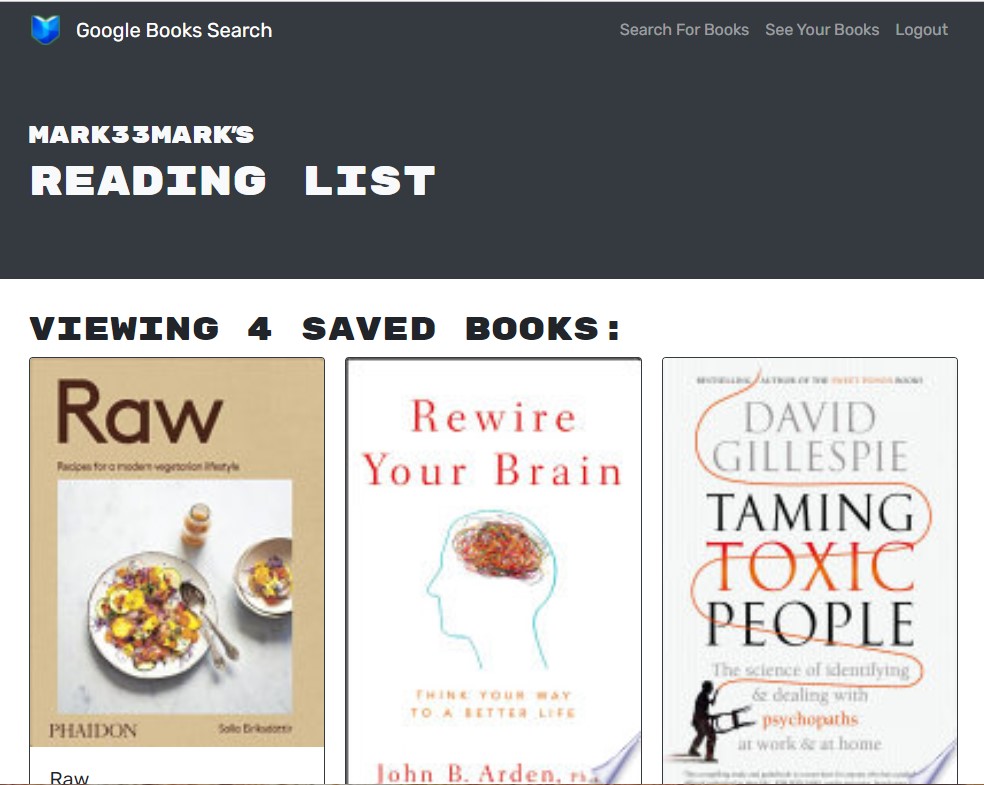 Google Books Search
Search For Books See Your Books Logout
MARK33MARK'S
READING LIST
VIEWING 4 SAVED BOOKS:
Raw
Recipes for a modern vegetarian lifestyle
PHAIDON
Solla Eiríksdóttir
Raw
Rewire
Your Brain
THINK YOUR WAY
TO A BETTER LIFE
John B. Arden,
BESTSELLING AUTHOR OF THE SWEET POISON BOOKS
DAVID
GILLESPIE
TAMING
TOXIC
PEOPLE
The science of identifying
& dealing with
psychopaths
at work & at home